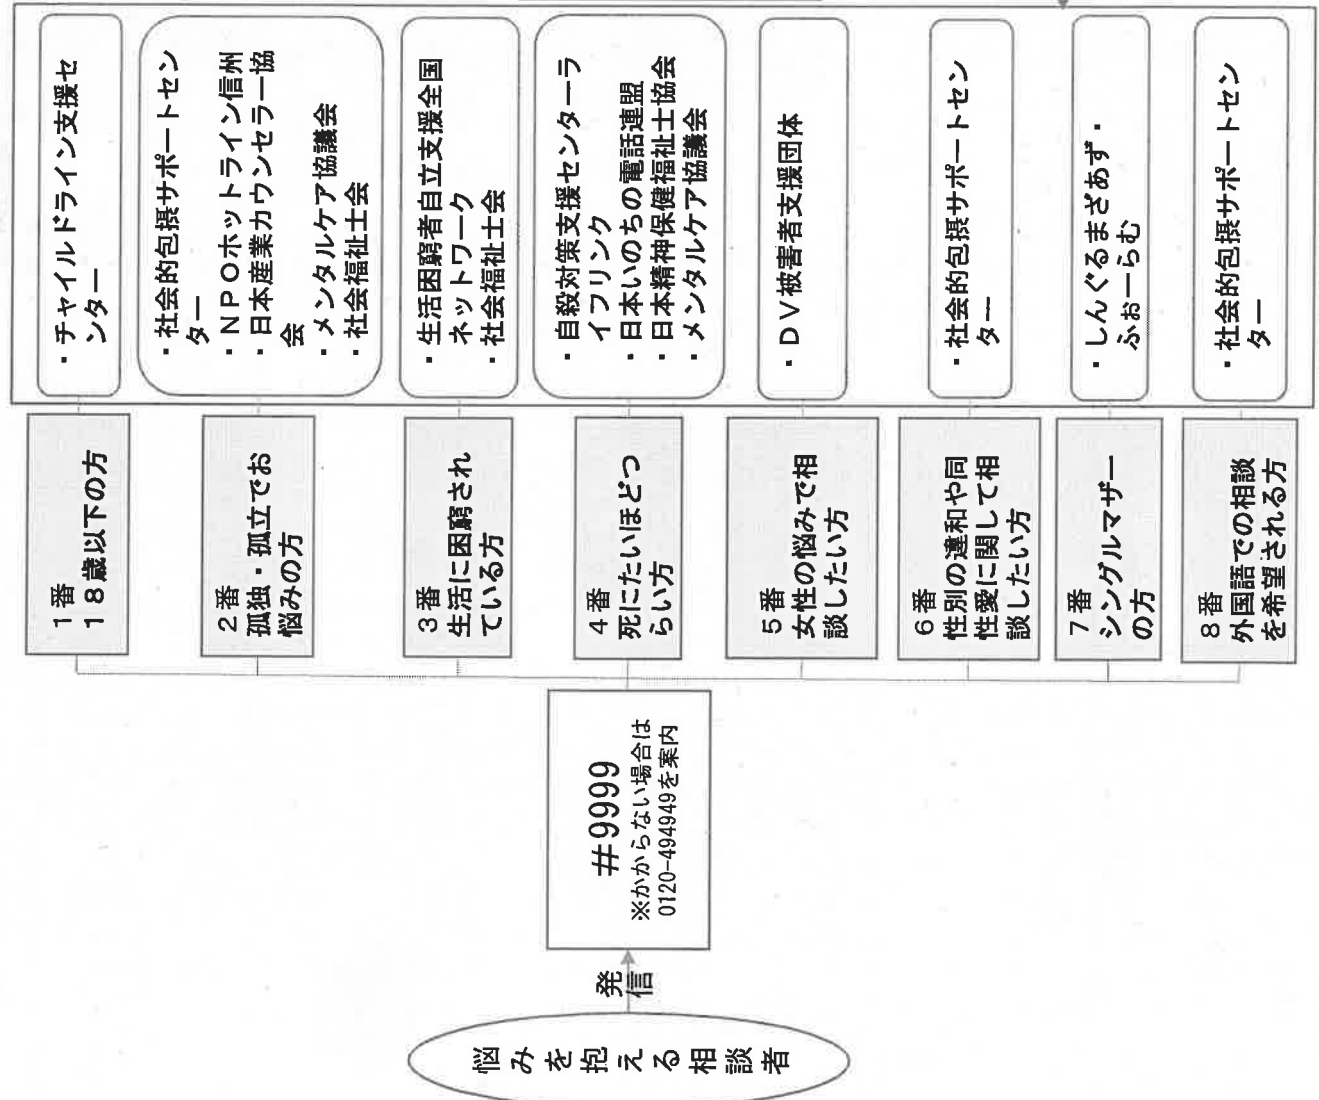 悩みを抱える相談者
発信
#9999
※かからない場合は
0120-494949を案内
1番
18歳以下の方
・チャイルドライン支援セ
ンター
2番
孤独・孤立でお
悩みの方
・社会的包摂サポートセン
ター
・NPOホットライン信州
・日本産業カウンセラー協
会
・メンタルケア協議会
・社会福祉士会
3番
生活に困窮され
ている方
・生活困窮者自立支援全国
ネットワーク
・社会福祉士会
4番
死にたいほどつ
らい方
・自殺対策支援センターラ
イフリンク
・日本いのちの電話連盟
・日本精神保健福祉士協会
・メンタルケア協議会
5番
女性の悩みで相
談したい方
・DV被害者支援団体
6番
性別の違和や同
性愛に関して相
談したい方
・社会的包摂サポートセン
ター
7番
シングルマザー
の方
・しんぐるまざあず・
ふぉーらむ
8番
外国語での相談
を希望される方
・社会的包摂サポートセン
ター